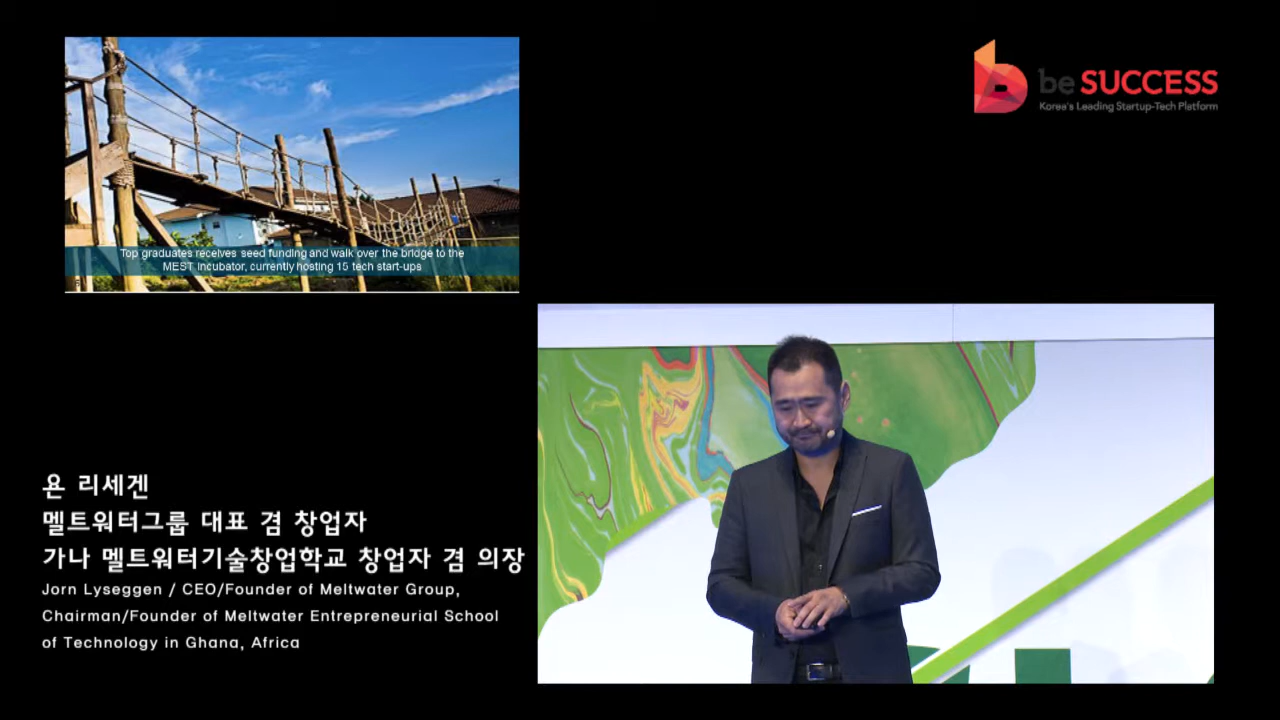 Top graduates receives seed funding and walk over the bridge to the
MEST Incubator, currently hosting 15 tech start-ups
be SUCCESS
Korea's Leading Startup-Tech Platform
욘 리세겐
멜트워터그룹 대표 겸 창업자
가나 멜트워터기술창업학교 창업자 겸 의장
Jorn Lyseggen / CEO/Founder of Meltwater Group,
Chairman/Founder of Meltwater Entrepreneurial School
of Technology in Ghana, Africa